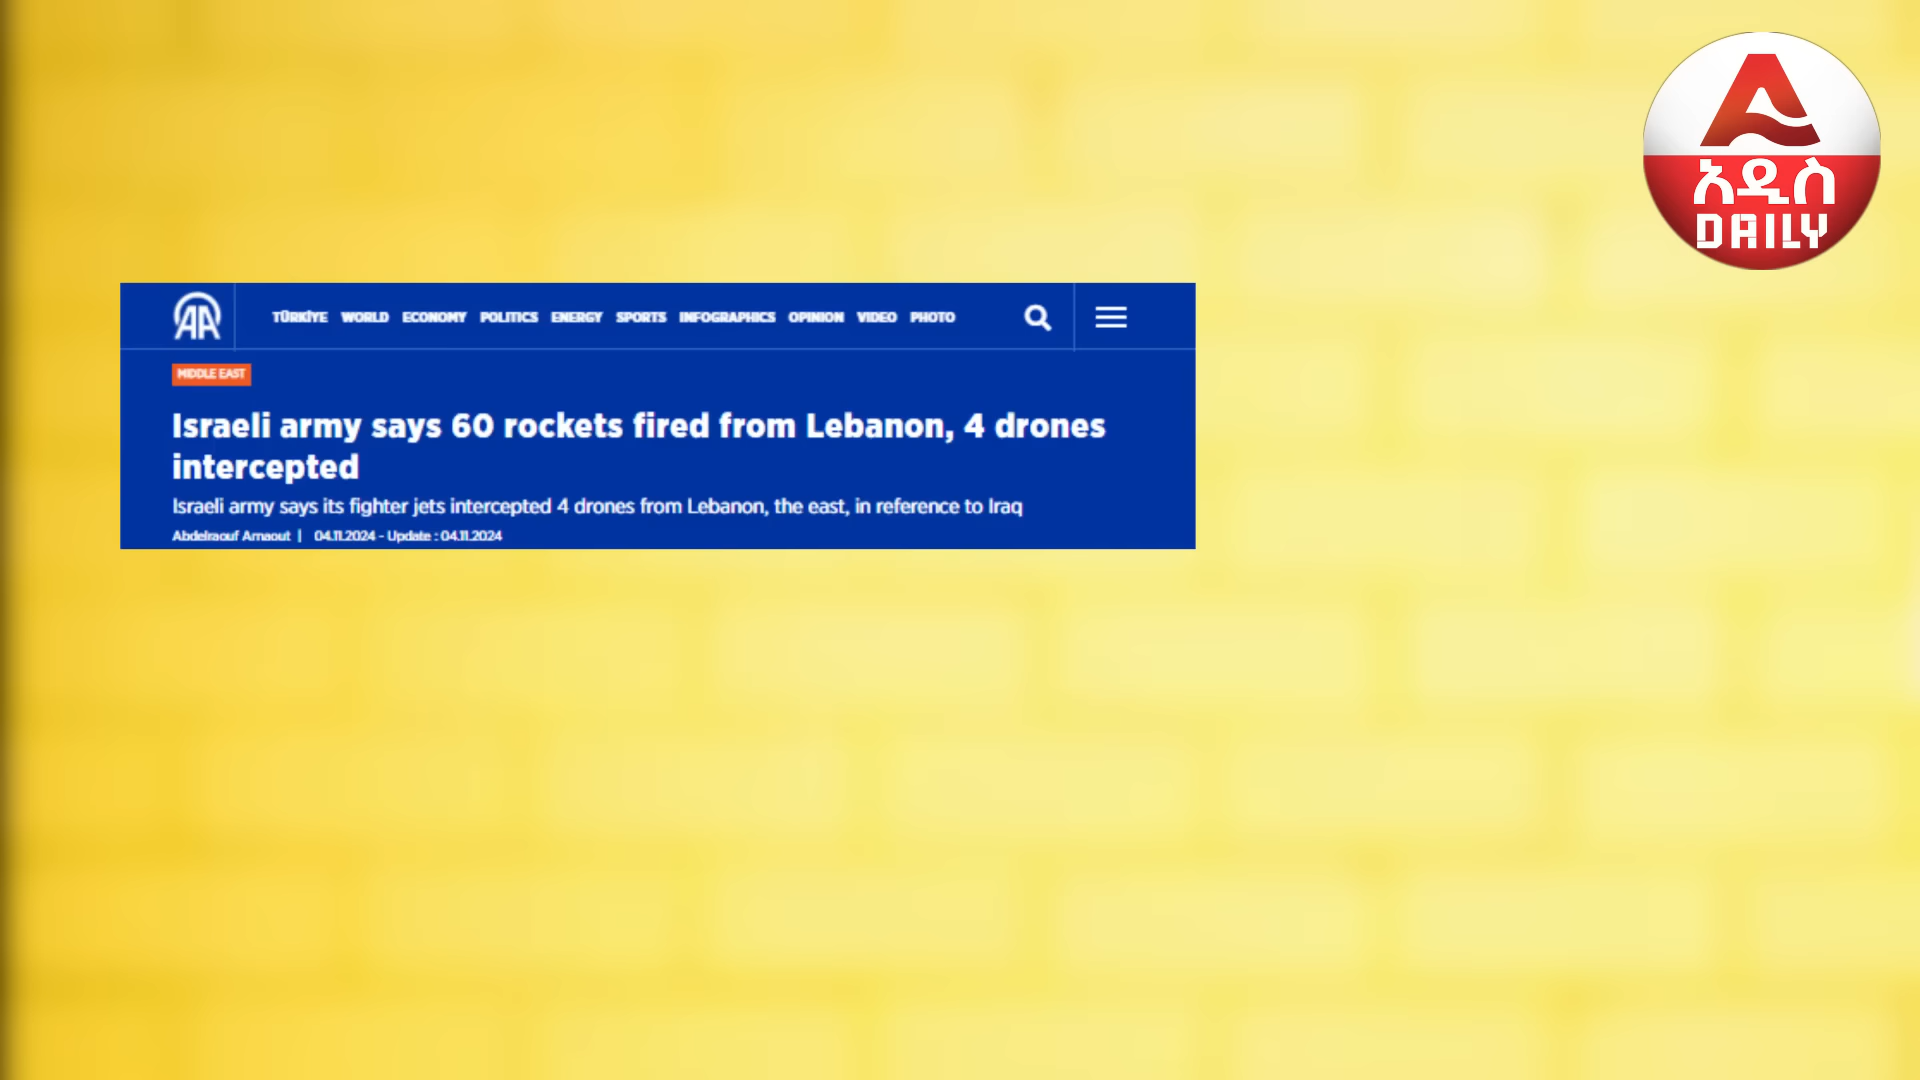 አዲስ
DAILY
AA
TÜRKİYE WORLD ECONOMY POLITICS ENERGY SPORTS INFOGRAPHICS OPINION VIDEO PHOTO
MIDDLE EAST
Israeli army says 60 rockets fired from Lebanon, 4 drones
intercepted
Israeli army says its fighter jets intercepted 4 drones from Lebanon, the east, in reference to Iraq
Abdelraouf Arnaout | 04.11.2024 - Update : 04.11.2024